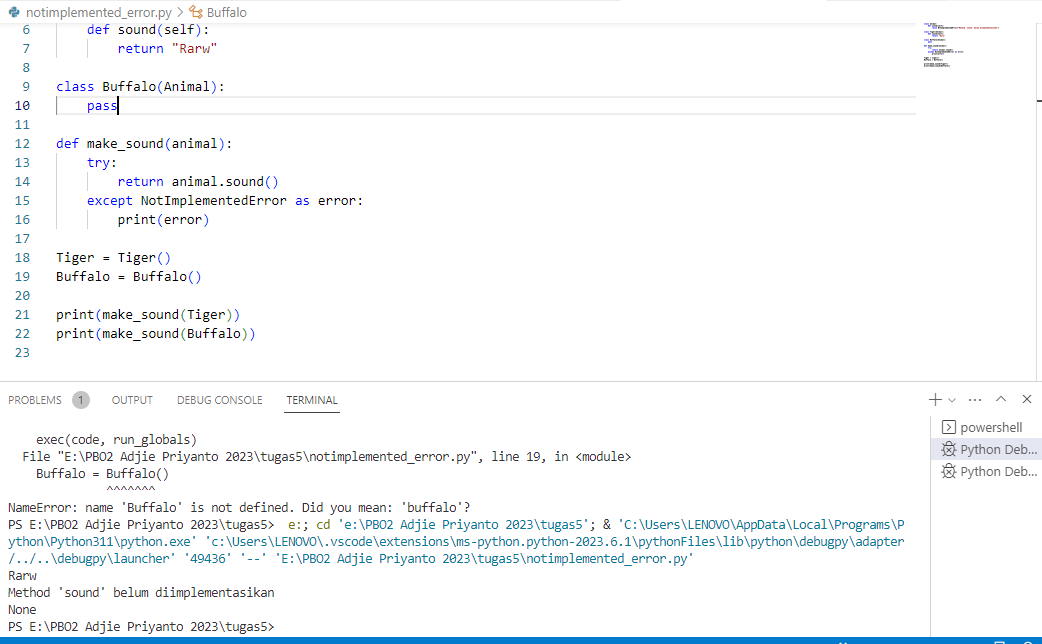 notimplemented_error.py > Buffalo
6 def sound(self):
7 return "Rarw"
8
9 class Buffalo(Animal):
10 pass
11
12 def make_sound(animal):
13 try:
14 return animal.sound()
15 except NotImplementedError as error:
16 print(error)
17
18 Tiger = Tiger()
19 Buffalo = Buffalo()
20
21 print(make_sound(Tiger))
22 print(make_sound(Buffalo))
23
PROBLEMS 1 OUTPUT DEBUG CONSOLE TERMINAL
powershell
Python Deb...
Python Deb...
exec(code, run_globals)
File "E:\PBO2 Adjie Priyanto 2023\tugas5\notimplemented_error.py", line 19, in <module>
Buffalo = Buffalo()
^^^^^^^
NameError: name 'Buffalo' is not defined. Did you mean: 'buffalo'?
PS E:\PBO2 Adjie Priyanto 2023\tugas5> e:; cd 'e:\PBO2 Adjie Priyanto 2023\tugas5'; & 'C:\Users\LENOVO\AppData\Local\Programs\P
ython\Python311\python.exe' 'c:\Users\LENOVO\.vscode\extensions\ms-python.python-2023.6.1\pythonFiles\lib\python\debugpy\adapter
/../..\debugpy\launcher' '49436' '--' 'E:\PBO2 Adjie Priyanto 2023\tugas5\notimplemented_error.py'
Rarw
Method 'sound' belum diimplementasikan
None
PS E:\PBO2 Adjie Priyanto 2023\tugas5>